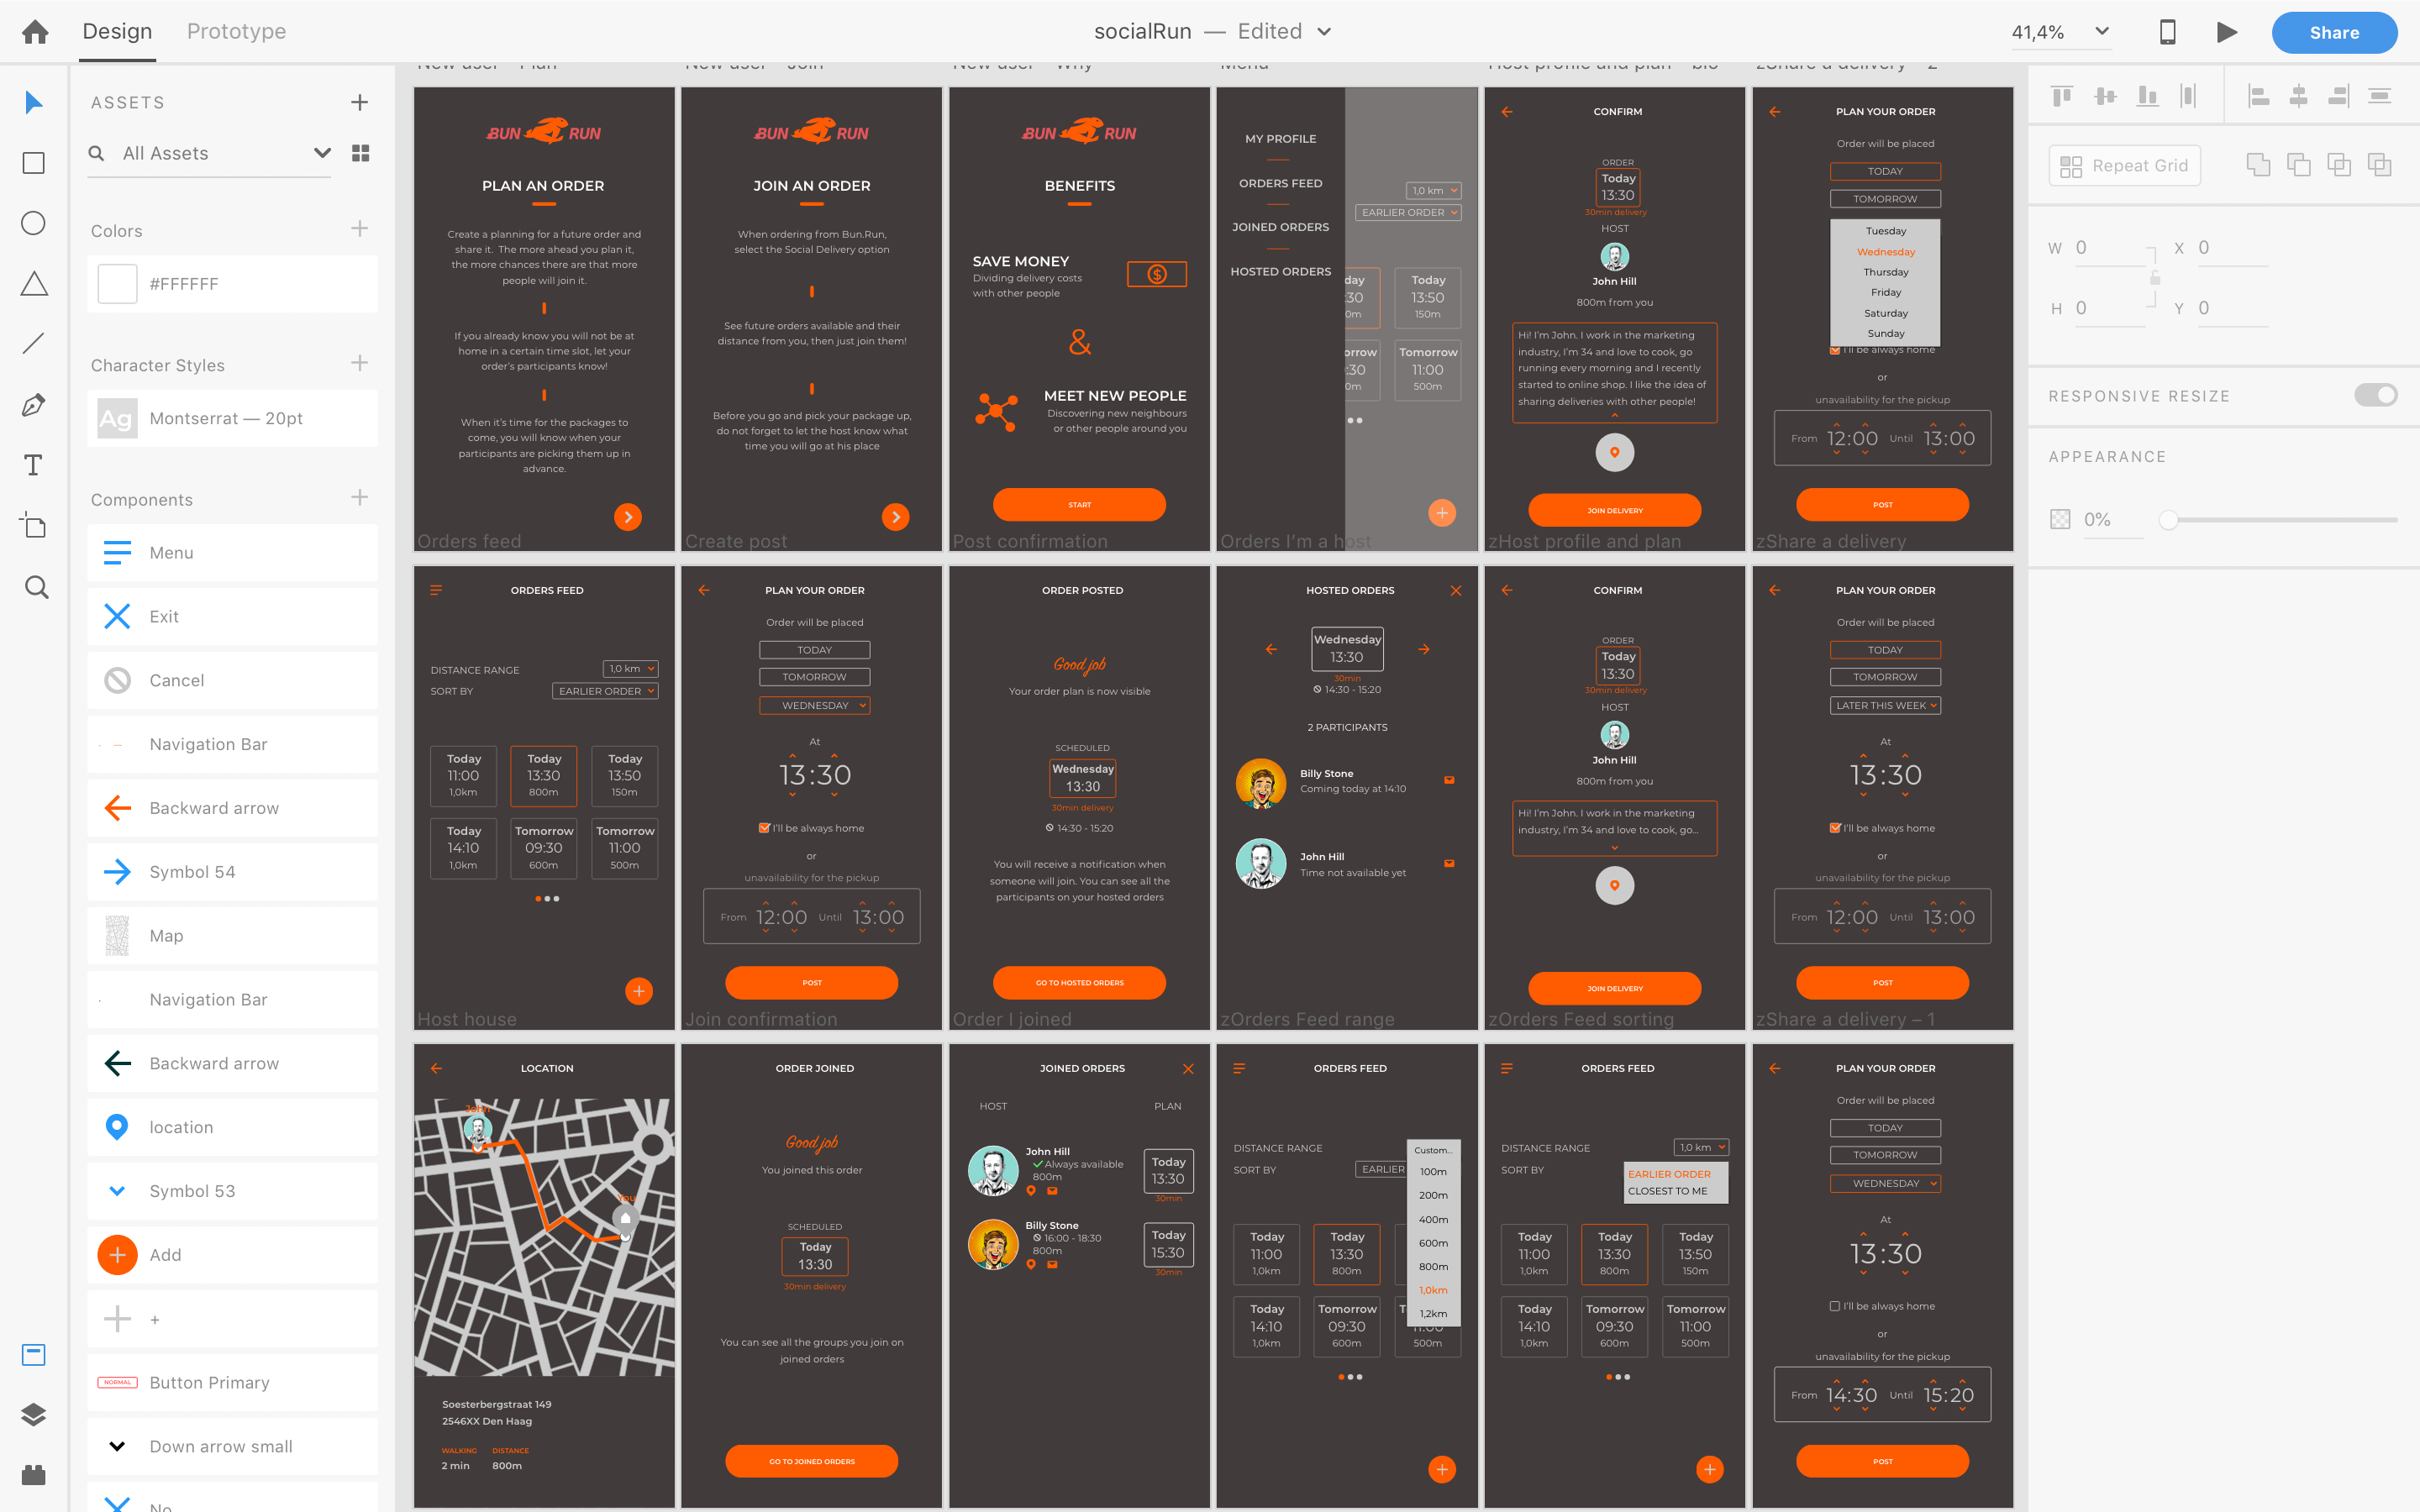 Design
Prototype
socialRun — Edited
41,4%
Share
ASSETS
All Assets
Colors
#FFFFFF
Character Styles
Ag
Montserrat — 20pt
Components
Menu
Exit
Cancel
Navigation Bar
Backward arrow
Symbol 54
Map
Navigation Bar
Backward arrow
location
Symbol 53
Add
+
NORMAL
Button Primary
Down arrow small
No
New user – Plan
New user – Join
New user – Why
Menu
Host profile and plan – bio
zShare a delivery – 2
BUN RUN
PLAN AN ORDER
Create a planning for a future order and
share it. The more ahead you plan it,
the more chances there are that more
people will join it.
If you already know you will not be at
home in a certain time slot, let your
order's participants know!
When it's time for the packages to
come, you will know when your
participants are picking them up in
advance.
BUN RUN
JOIN AN ORDER
When ordering from Bun.Run,
select the Social Delivery option
See future orders available and their
distance from you, then just join them!
Before you go and pick your package up,
do not forget to let the host know what
time you will go at his place
BUN RUN
BENEFITS
SAVE MONEY
Dividing delivery costs
with other people
$
&
MEET NEW PEOPLE
Discovering new neighbours
or other people around you
START
MY PROFILE
ORDERS FEED
JOINED ORDERS
HOSTED ORDERS
1,0 km
EARLIER ORDER
day
:30
0m
Today
13:50
150m
orrow
:30
0m
Tomorrow
11:00
500m
CONFIRM
ORDER
Today
13:30
30min delivery
HOST
John Hill
800m from you
Hi! I'm John. I work in the marketing
industry, I'm 34 and love to cook, go
running every morning and I recently
started to online shop. I like the idea of
sharing deliveries with other people!
JOIN DELIVERY
PLAN YOUR ORDER
Order will be placed
TODAY
TOMORROW
Tuesday
Wednesday
Thursday
Friday
Saturday
Sunday
I'll be always home
or
unavailability for the pickup
From 12:00 Until 13:00
POST
Orders feed
Create post
Post confirmation
Orders I'm a host
zHost profile and plan
zShare a delivery
ORDERS FEED
DISTANCE RANGE
1,0 km
SORT BY
EARLIER ORDER
Today
11:00
1,0km
Today
13:30
800m
Today
13:50
150m
Today
14:10
1,0km
Tomorrow
09:30
600m
Tomorrow
11:00
500m
PLAN YOUR ORDER
Order will be placed
TODAY
TOMORROW
WEDNESDAY
At
13:30
I'll be always home
or
unavailability for the pickup
From 12:00 Until 13:00
POST
ORDER POSTED
Good job
Your order plan is now visible
SCHEDULED
Wednesday
13:30
30min delivery
14:30 - 15:20
You will receive a notification when
someone will join. You can see all the
participants on your hosted orders
GO TO HOSTED ORDERS
HOSTED ORDERS
Wednesday
13:30
30min
14:30 - 15:20
2 PARTICIPANTS
Billy Stone
Coming today at 14:10
John Hill
Time not available yet
CONFIRM
ORDER
Today
13:30
30min delivery
HOST
John Hill
800m from you
Hi! I'm John. I work in the marketing
industry, I'm 34 and love to cook, go...
JOIN DELIVERY
PLAN YOUR ORDER
Order will be placed
TODAY
TOMORROW
LATER THIS WEEK
At
13:30
I'll be always home
or
unavailability for the pickup
From 12:00 Until 13:00
POST
Host house
Join confirmation
Order I joined
zOrders Feed range
zOrders Feed sorting
zShare a delivery – 1
LOCATION
John
You
Soesterbergstraat 149
2546XX Den Haag
WALKING
DISTANCE
2 min
800m
ORDER JOINED
Good job
You joined this order
SCHEDULED
Today
13:30
30min delivery
You can see all the groups you join on
joined orders
GO TO JOINED ORDERS
JOINED ORDERS
HOST
PLAN
John Hill
Always available
800m
Today
13:30
30min
Billy Stone
16:00 - 18:30
800m
Today
15:30
30min
ORDERS FEED
DISTANCE RANGE
SORT BY
EARLIER
Custom...
100m
200m
400m
600m
800m
1,0km
1,2km
Today
11:00
1,0km
Today
13:30
800m
Today
14:10
1,0km
Tomorrow
09:30
600m
T
11:00
500m
ORDERS FEED
DISTANCE RANGE
1,0 km
SORT BY
EARLIER ORDER
CLOSEST TO ME
Today
11:00
1,0km
Today
13:30
800m
Today
13:50
150m
Today
14:10
1,0km
Tomorrow
09:30
600m
Tomorrow
11:00
500m
PLAN YOUR ORDER
Order will be placed
TODAY
TOMORROW
WEDNESDAY
At
13:30
I'll be always home
or
unavailability for the pickup
From 14:30 Until 15:20
POST
Repeat Grid
W 0
X 0
H 0
Y 0
RESPONSIVE RESIZE
APPEARANCE
0%